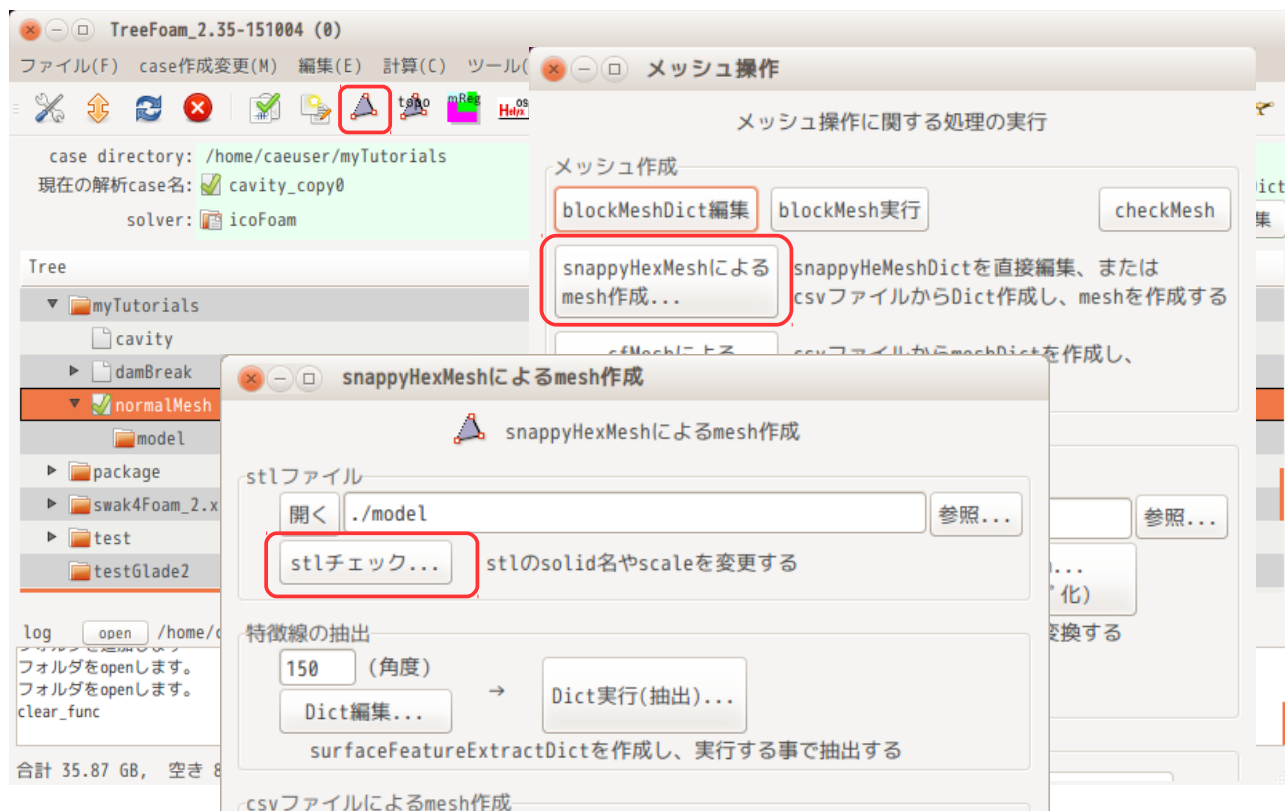 TreeFoam_2.35-151004 (0)
ファイル(F) case作成変更(M) 編集(E) 計算(C) ツール(
topo
mReg
Helyx
OS
case directory: /home/caeuser/myTutorials
現在の解析case名: cavity_copy0
solver: icoFoam
Tree
myTutorials
cavity
damBreak
normalMesh
model
package
swak4Foam_2.x
test
testGlade2
log open /home/
フォルダをopenします。
フォルダをopenします。
clear_func
合計 35.87 GB, 空き 8
メッシュ操作
メッシュ操作に関する処理の実行
メッシュ作成
blockMeshDict編集 blockMesh実行 checkMesh
snappyHexMeshによる
mesh作成...
snappyHeMeshDictを直接編集、または
csvファイルからDict作成し、meshを作成する
cfMeshによる csvファイルからmeshDictを作成し、
参照...
...
化)
変換する
ict
集
snappyHexMeshによるmesh作成
snappyHexMeshによるmesh作成
stlファイル
開く ./model 参照...
stlチェック... stlのsolid名やscaleを変更する
特徴線の抽出
150 (角度)
Dict編集... → Dict実行(抽出)...
surfaceFeatureExtractDictを作成し、実行する事で抽出する
csvファイルによるmesh作成